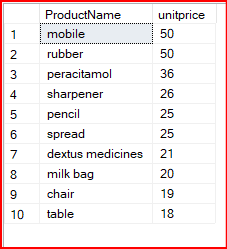 ProductName unitprice
1 mobile 50
2 rubber 50
3 peracitamol 36
4 sharpener 26
5 pencil 25
6 spread 25
7 dextus medicines 21
8 milk bag 20
9 chair 19
10 table 18